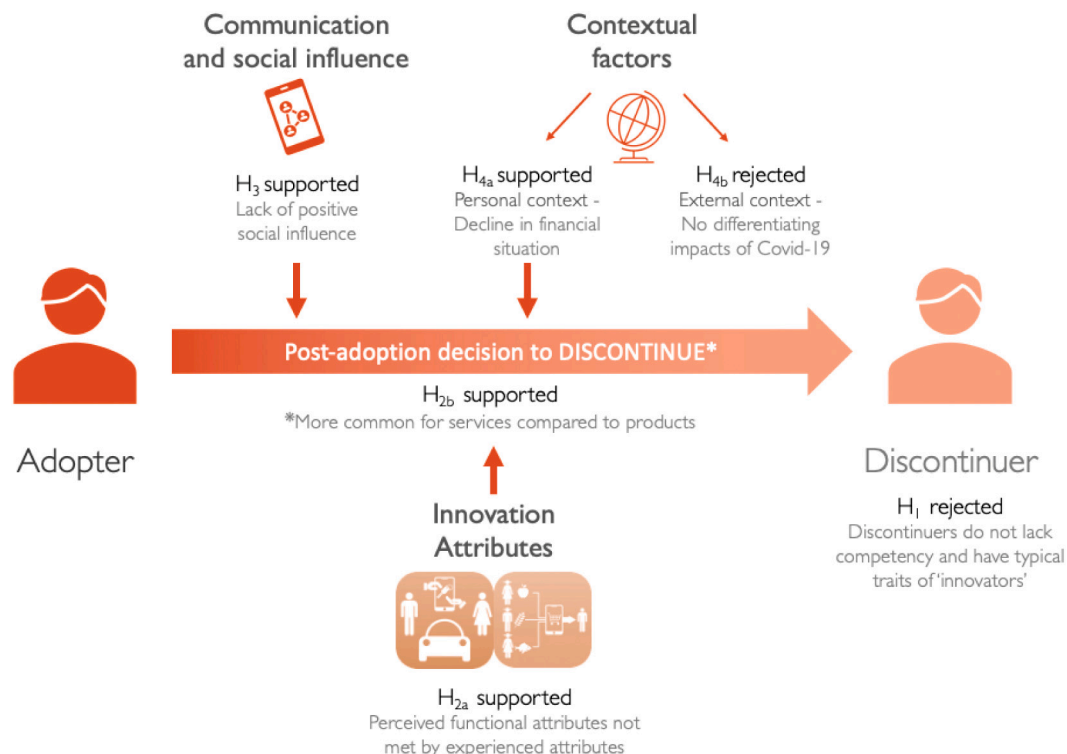 Communication
and social influence
Contextual
factors
H3 supported
Lack of positive
social influence
H4a supported
Personal context -
Decline in financial
situation
H4b rejected
External context -
No differentiating
impacts of Covid-19
Post-adoption decision to DISCONTINUE*
H2b supported
*More common for services compared to products
Adopter
Discontinuer
H1 rejected
Discontinuers do not lack
competency and have typical
traits of 'innovators'
Innovation
Attributes
H2a supported
Perceived functional attributes not
met by experienced attributes